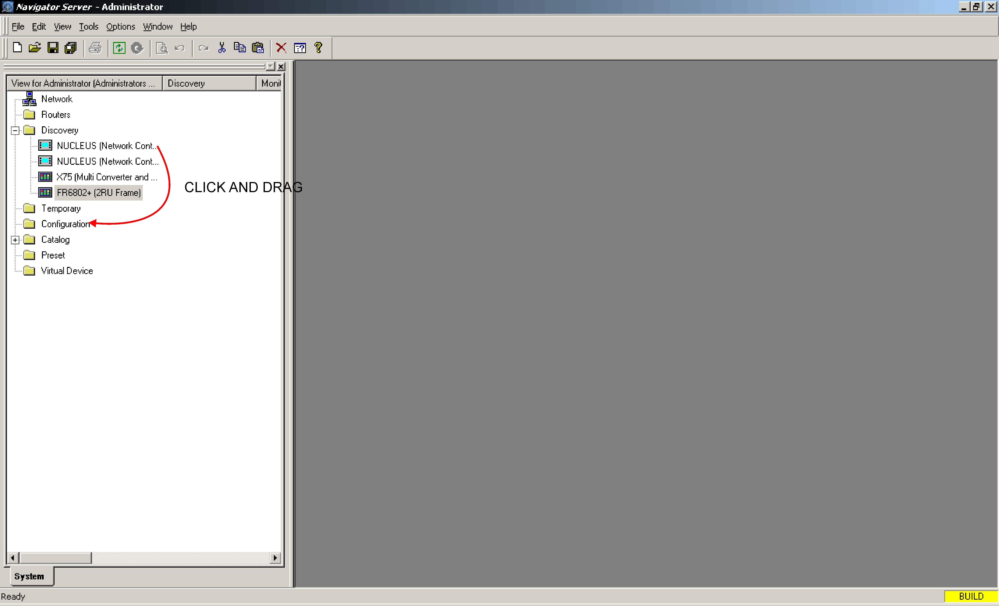 Navigator Server - Administrator
File Edit View Tools Options Window Help
View for Administrator (Administrators ... Discovery Moni
Network
Routers
Discovery
NUCLEUS (Network Cont...
NUCLEUS (Network Cont...
X75 (Multi Converter and ...
CLICK AND DRAG
FR6802+ (2RU Frame)
Temporary
Configuration
Catalog
Preset
Virtual Device
System
Ready BUILD